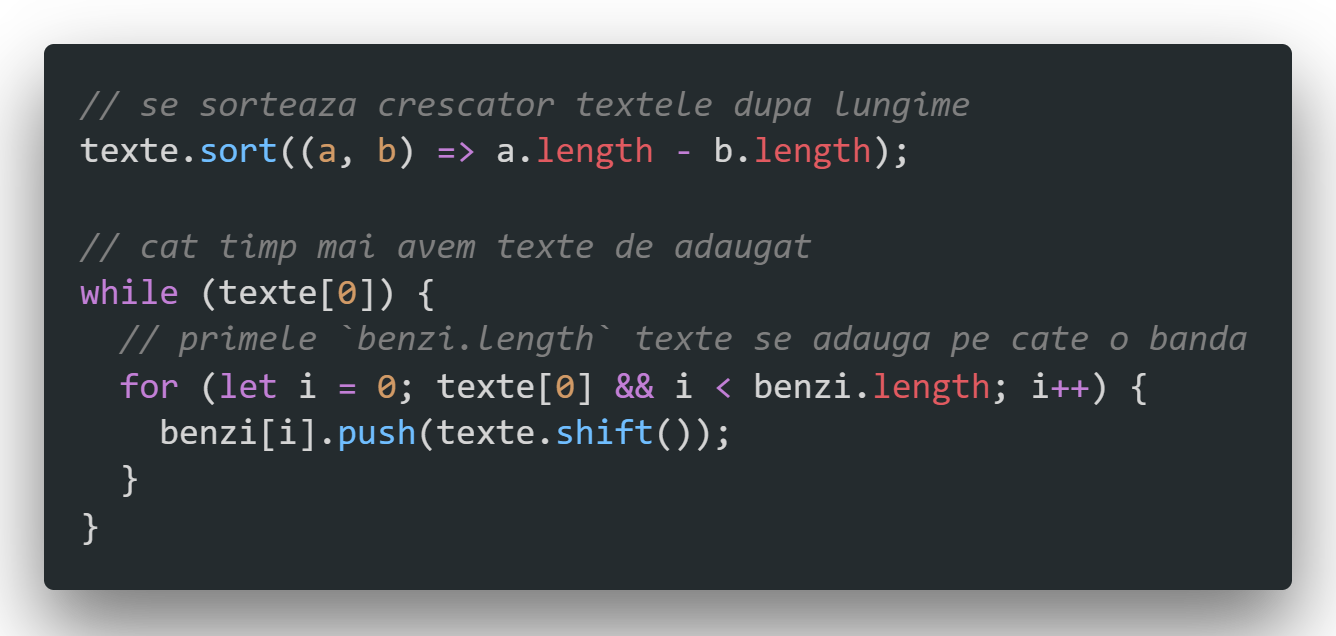 // se sorteaza crescator textele dupa lungime
texte.sort((a, b) => a.length - b.length);
// cat timp mai avem texte de adaugat
while (texte[0]) {
// primele `benzi.length` texte se adauga pe cate o banda
for (let i = 0; texte[0] && i < benzi.length; i++) {
benzi[i].push(texte.shift());
}
}